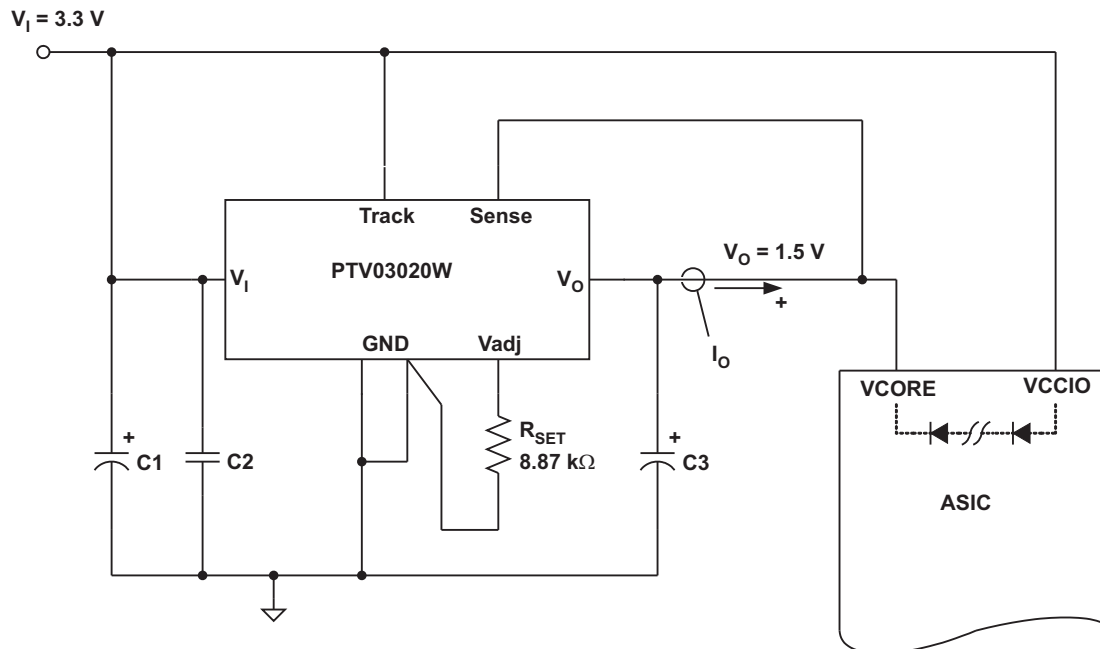 V_I = 3.3 V
Track
Sense
V_I
PTV03020W
V_O
V_O = 1.5 V
+
GND
Vadj
I_O
VCORE
VCCIO
+
C1
C2
R_SET
8.87 kΩ
+
C3
ASIC